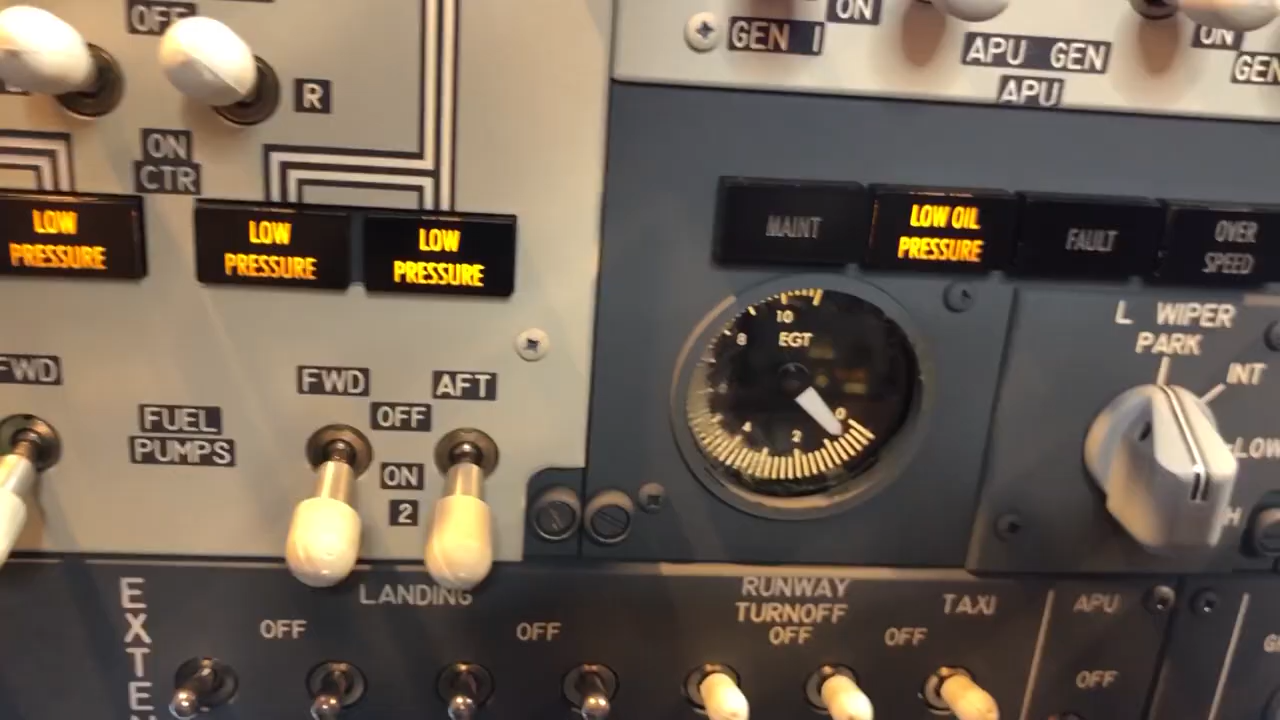 OFF
ON
GEN 1
APU GEN
ON
GEN
APU
R
ON
CTR
LOW
PRESSURE
LOW
PRESSURE
LOW
PRESSURE
MAINT
LOW OIL
PRESSURE
FAULT
OVER
SPEED
10
8
EGT
4
2
0
L WIPER
PARK
INT
LOW
FWD
FUEL
PUMPS
FWD
AFT
OFF
ON
2
EXTEN
LANDING
OFF
OFF
RUNWAY
TURNOFF
OFF
OFF
TAXI
APU
OFF